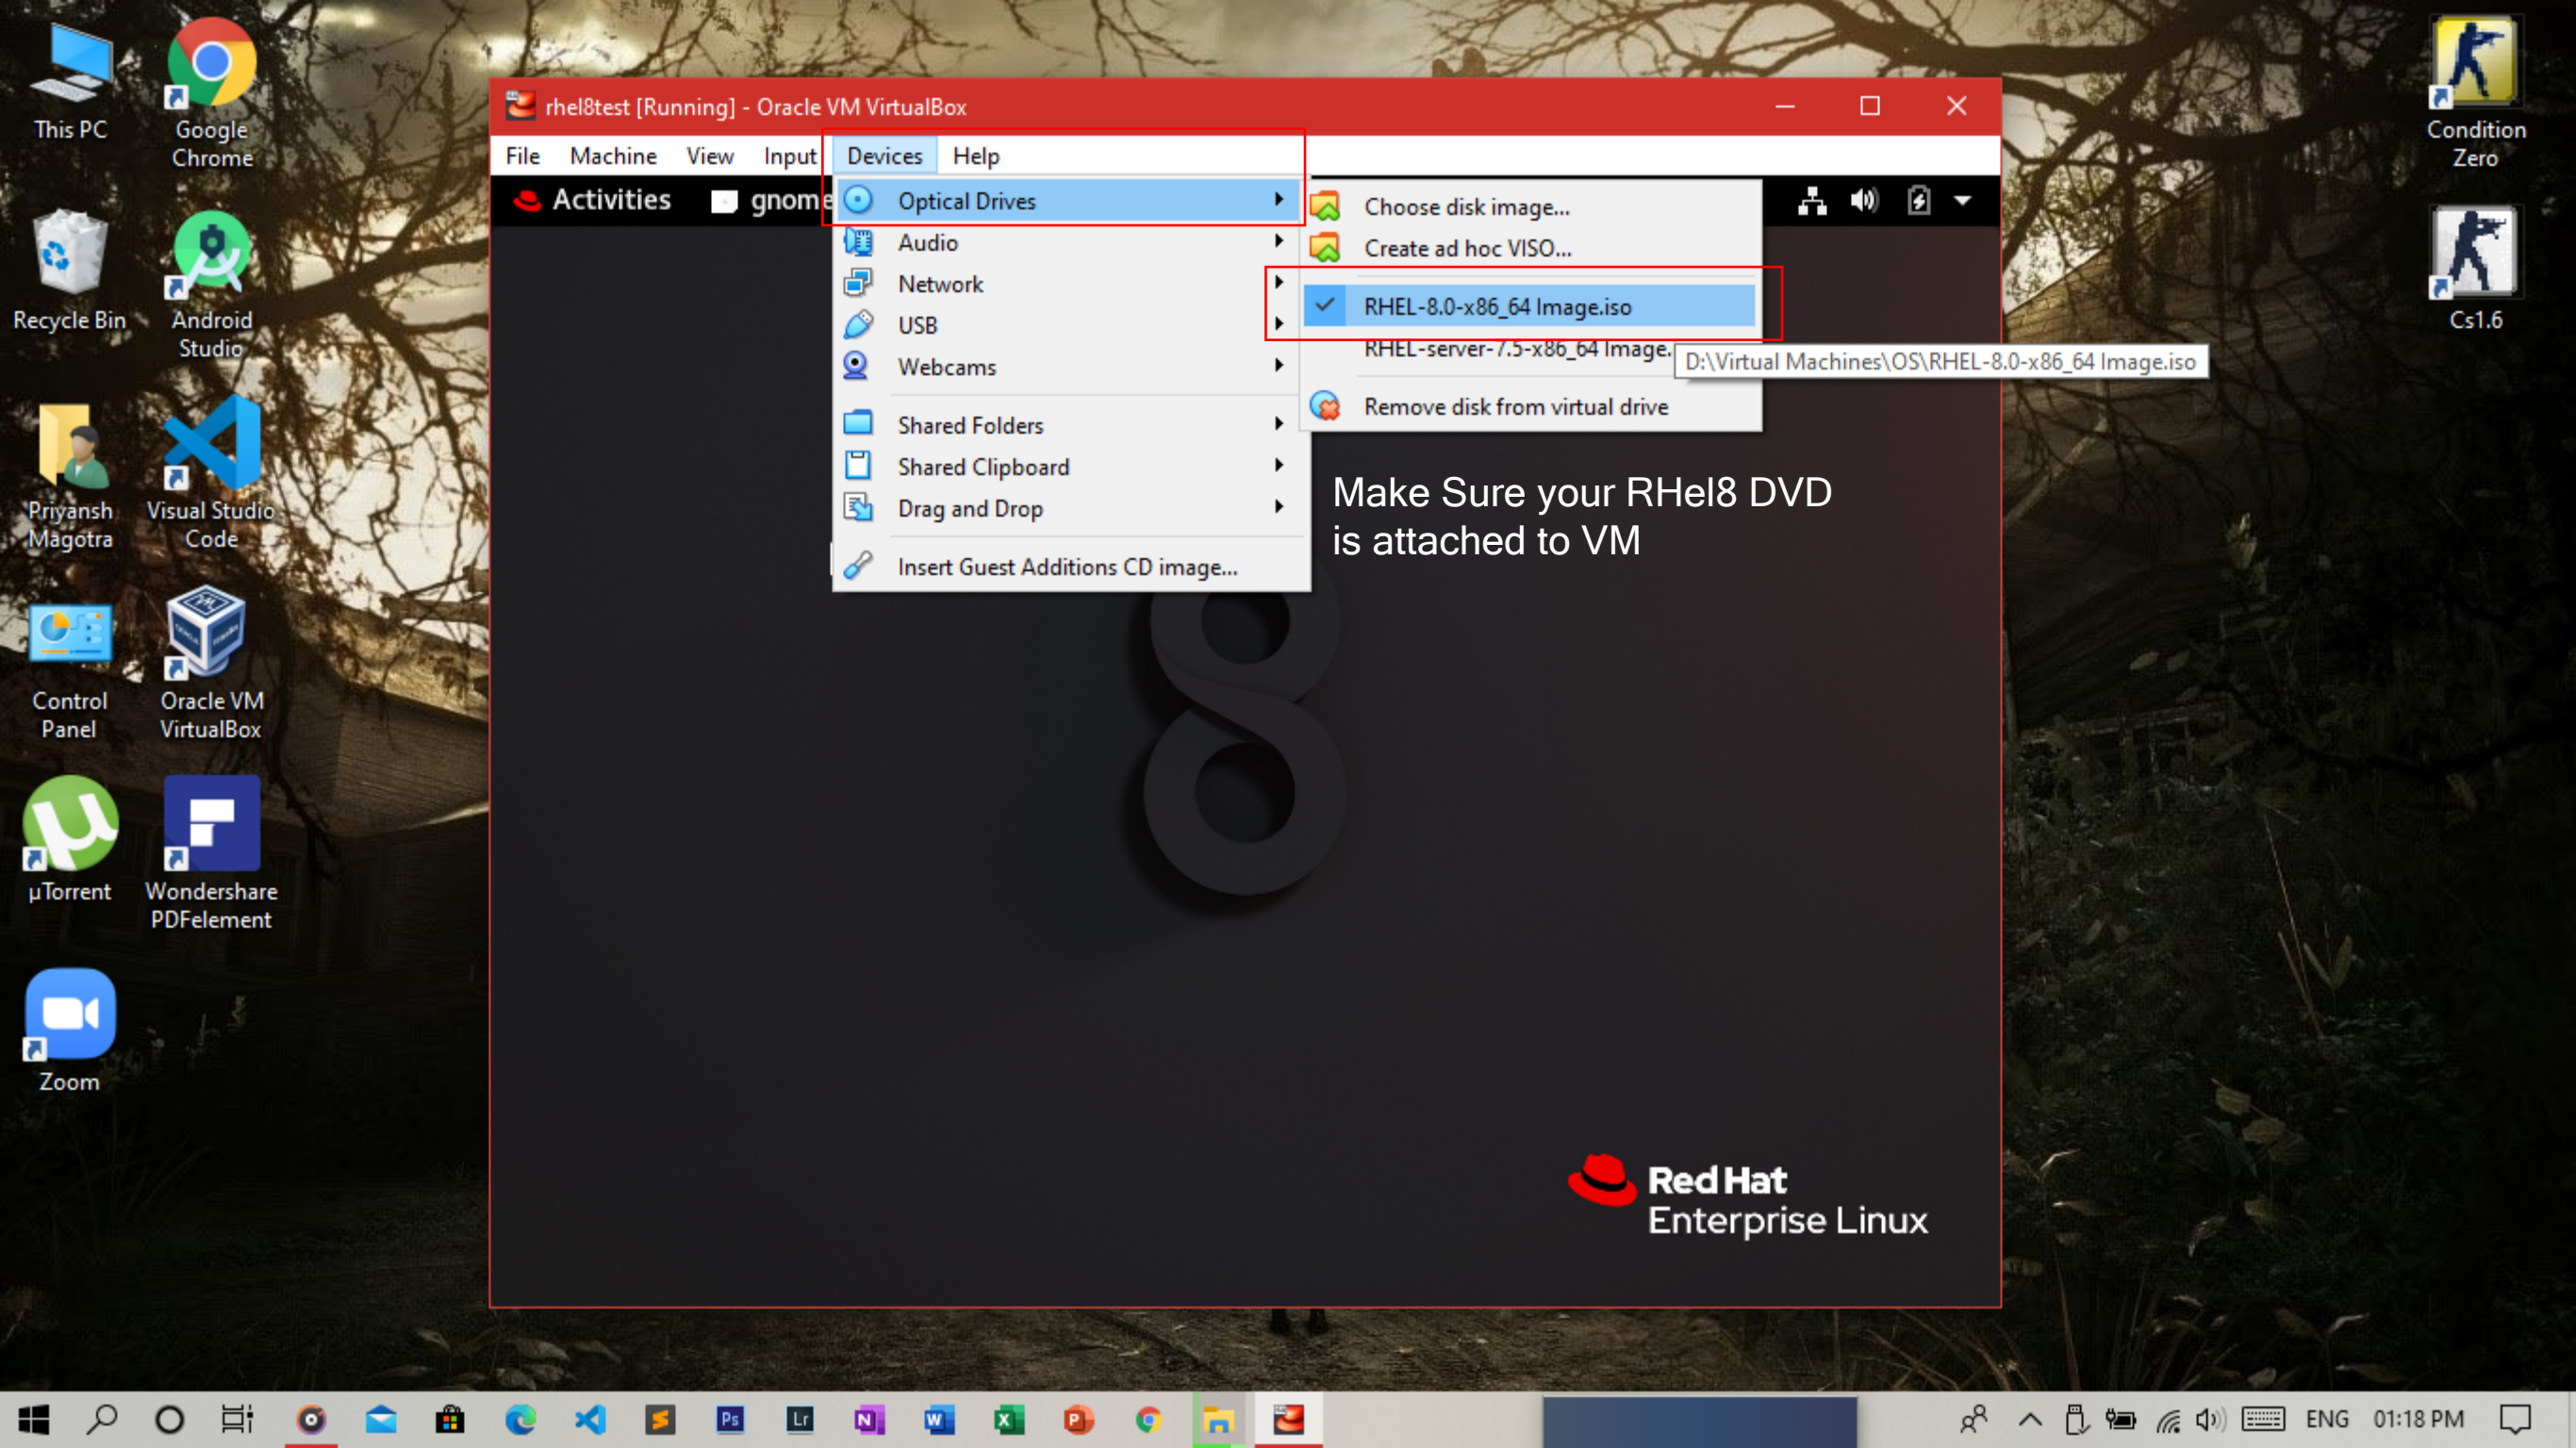 This PC
Google
Chrome
Recycle Bin
Android
Studio
Priyansh
Magotra
Visual Studio
Code
Control
Panel
Oracle VM
VirtualBox
µTorrent
Wondershare
PDFelement
Zoom
Condition
Zero
Cs1.6
rhel8test [Running] - Oracle VM VirtualBox
File Machine View Input Devices Help
Activities gnome
Optical Drives
Audio
Network
USB
Webcams
Shared Folders
Shared Clipboard
Drag and Drop
Insert Guest Additions CD image...
Choose disk image...
Create ad hoc VISO...
RHEL-8.0-x86_64 Image.iso
RHEL-server-7.5-x86_64 Image.
D:\Virtual Machines\OS\RHEL-8.0-x86_64 Image.iso
Remove disk from virtual drive
Make Sure your RHel8 DVD
is attached to VM
8
Red Hat
Enterprise Linux
Ps Lr N W X P
ENG 01:18 PM